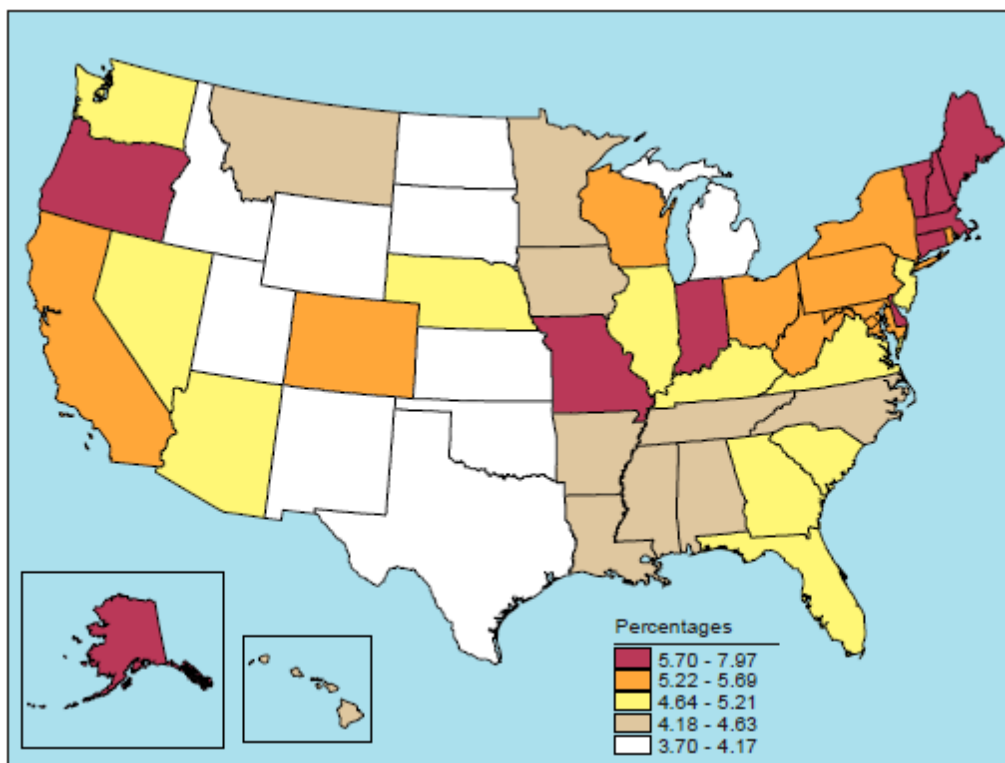 Percentages
5.70 - 7.97
5.22 - 5.69
4.64 - 5.21
4.18 - 4.63
3.70 - 4.17